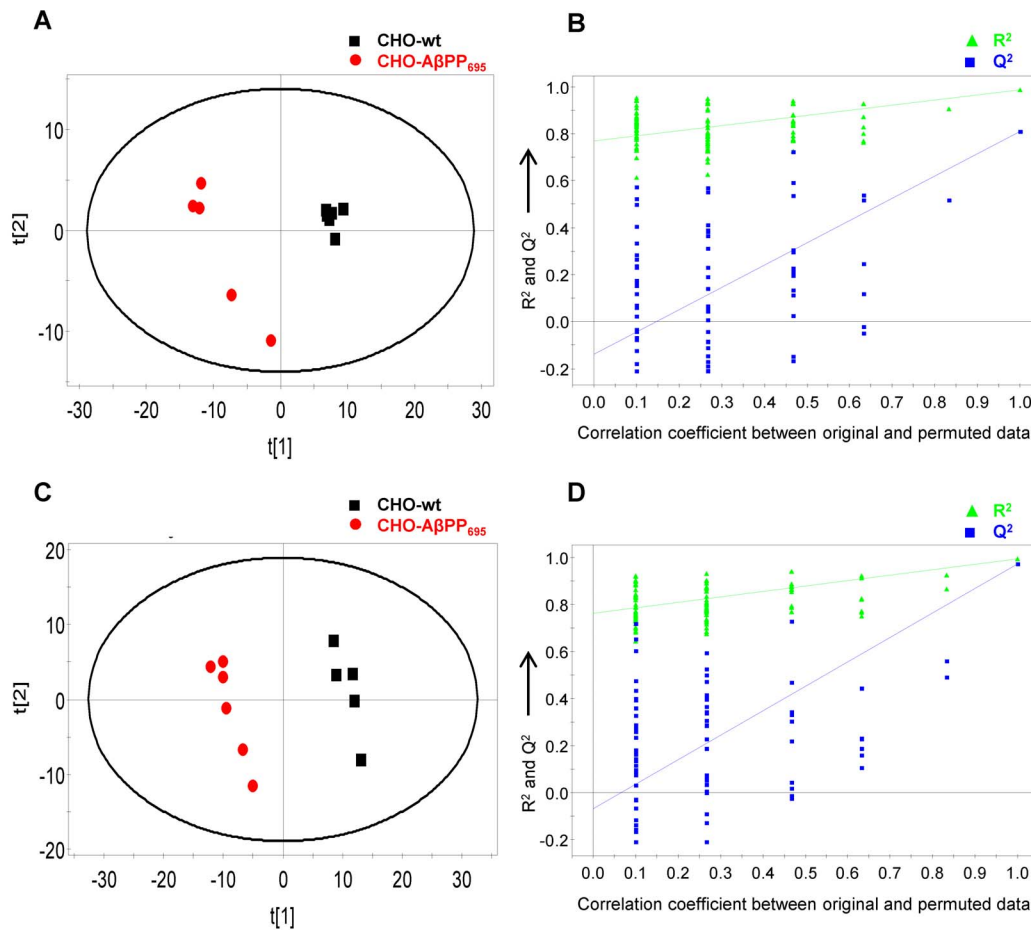 A
CHO-wt
CHO-AβPP₆₉₅
t[2]
10
0
-10
-30 -20 -10 0 10 20 30
t[1]
B
R²
Q²
R² and Q²
1.0
0.8
0.6
0.4
0.2
0.0
-0.2
0.0 0.1 0.2 0.3 0.4 0.5 0.6 0.7 0.8 0.9 1.0
Correlation coefficient between original and permuted data
C
CHO-wt
CHO-AβPP₆₉₅
t[2]
20
10
0
-10
-20
-30 -20 -10 0 10 20 30
t[1]
D
R²
Q²
R² and Q²
1.0
0.8
0.6
0.4
0.2
0.0
-0.2
0.0 0.1 0.2 0.3 0.4 0.5 0.6 0.7 0.8 0.9 1.0
Correlation coefficient between original and permuted data